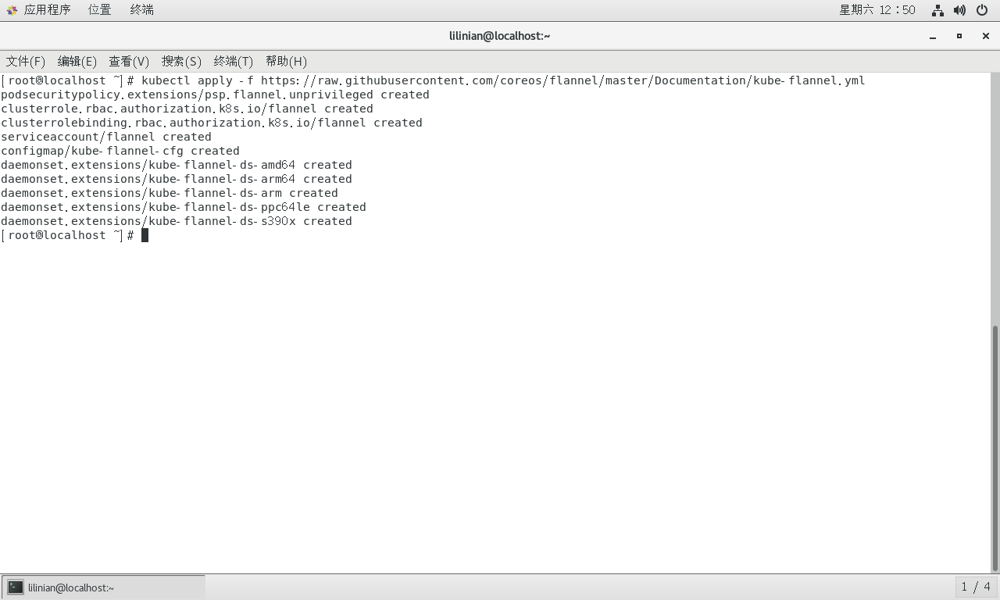 应用程序 位置 终端 星期六 12：50
lilinian@localhost:~
文件(F) 编辑(E) 查看(V) 搜索(S) 终端(T) 帮助(H)
[root@localhost ~]# kubectl apply -f https://raw.githubusercontent.com/coreos/flannel/master/Documentation/kube-flannel.yml
podsecuritypolicy.extensions/psp.flannel.unprivileged created
clusterrole.rbac.authorization.k8s.io/flannel created
clusterrolebinding.rbac.authorization.k8s.io/flannel created
serviceaccount/flannel created
configmap/kube-flannel-cfg created
daemonset.extensions/kube-flannel-ds-amd64 created
daemonset.extensions/kube-flannel-ds-arm64 created
daemonset.extensions/kube-flannel-ds-arm created
daemonset.extensions/kube-flannel-ds-ppc64le created
daemonset.extensions/kube-flannel-ds-s390x created
[root@localhost ~]#
lilinian@localhost:~ 1 / 4